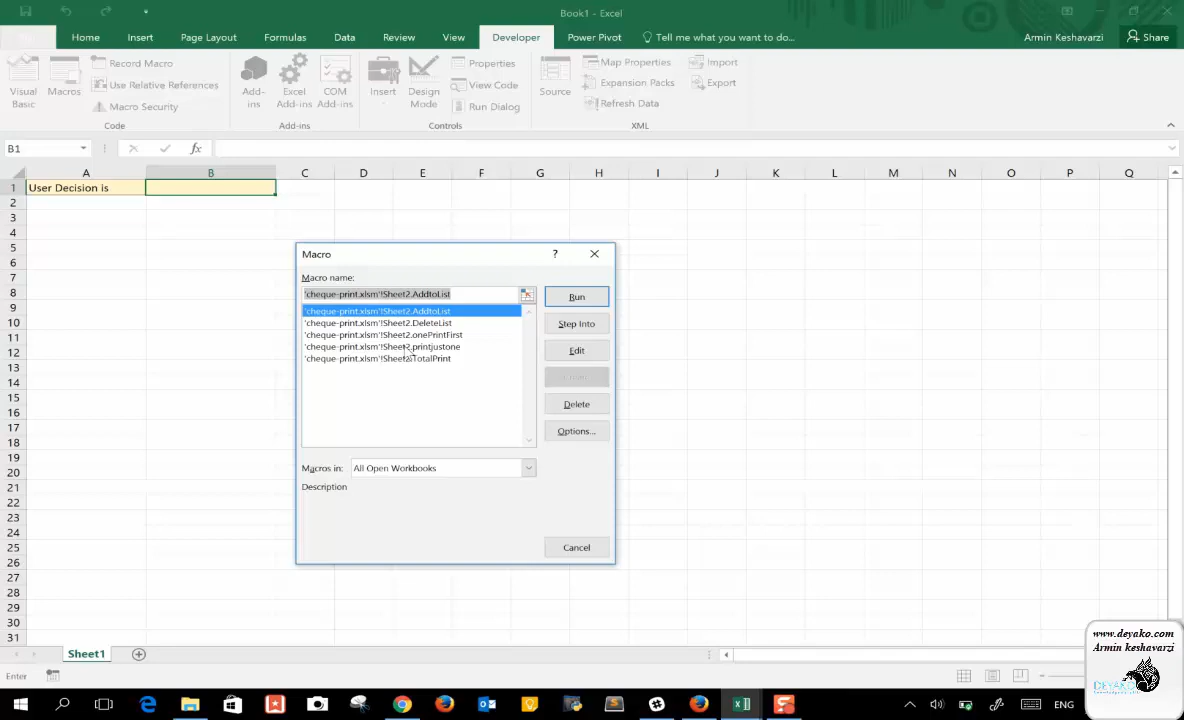 Book1 - Excel
Home Insert Page Layout Formulas Data Review View Developer Power Pivot Tell me what you want to do... Armin Keshavarzi Share
Visual Basic
Macros
Record Macro
Use Relative References
Macro Security
Code
Add-ins
Excel Add-ins
COM Add-ins
Add-ins
Insert
Design Mode
Properties
View Code
Run Dialog
Controls
Source
Map Properties
Expansion Packs
Refresh Data
Import
Export
XML
B1 fx
A B C D E F G H I J K L M N O P Q
1 User Decision is
2
3
4
5
6
7
8
9
10
11
12
13
14
15
16
17
18
19
20
21
22
23
24
25
26
27
28
29
30
31
Macro ?
Macro name:
'cheque-print.xlsm'!Sheet2.AddtoList
'cheque-print.xlsm'!Sheet2.AddtoList
'cheque-print.xlsm'!Sheet2.DeleteList
'cheque-print.xlsm'!Sheet2.onePrintFirst
'cheque-print.xlsm'!Sheet2.printjustone
'cheque-print.xlsm'!Sheet2.TotalPrint
Run
Step Into
Edit
Delete
Options...
Macros in: All Open Workbooks
Description
Cancel
Sheet1
Enter
ENG
www.deyako.com
Armin keshavarzi
DEYAKO